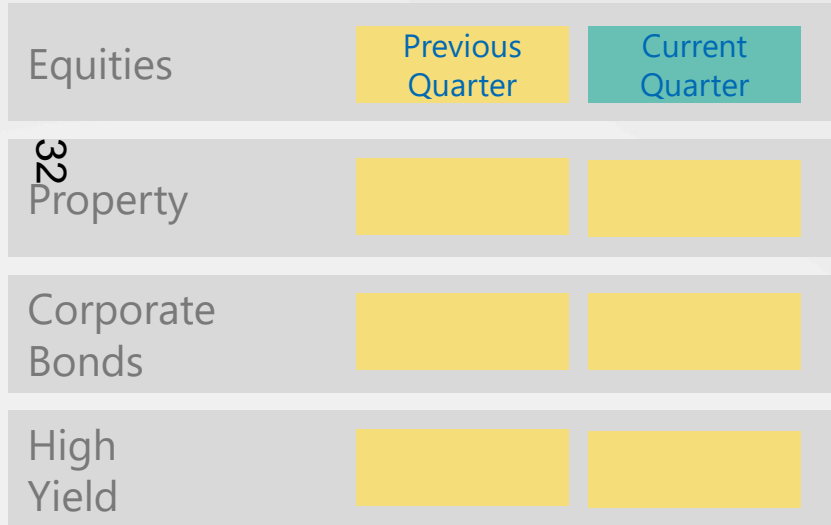 Equities
Previous
Quarter
Current
Quarter
32
Property
Corporate
Bonds
High
Yield